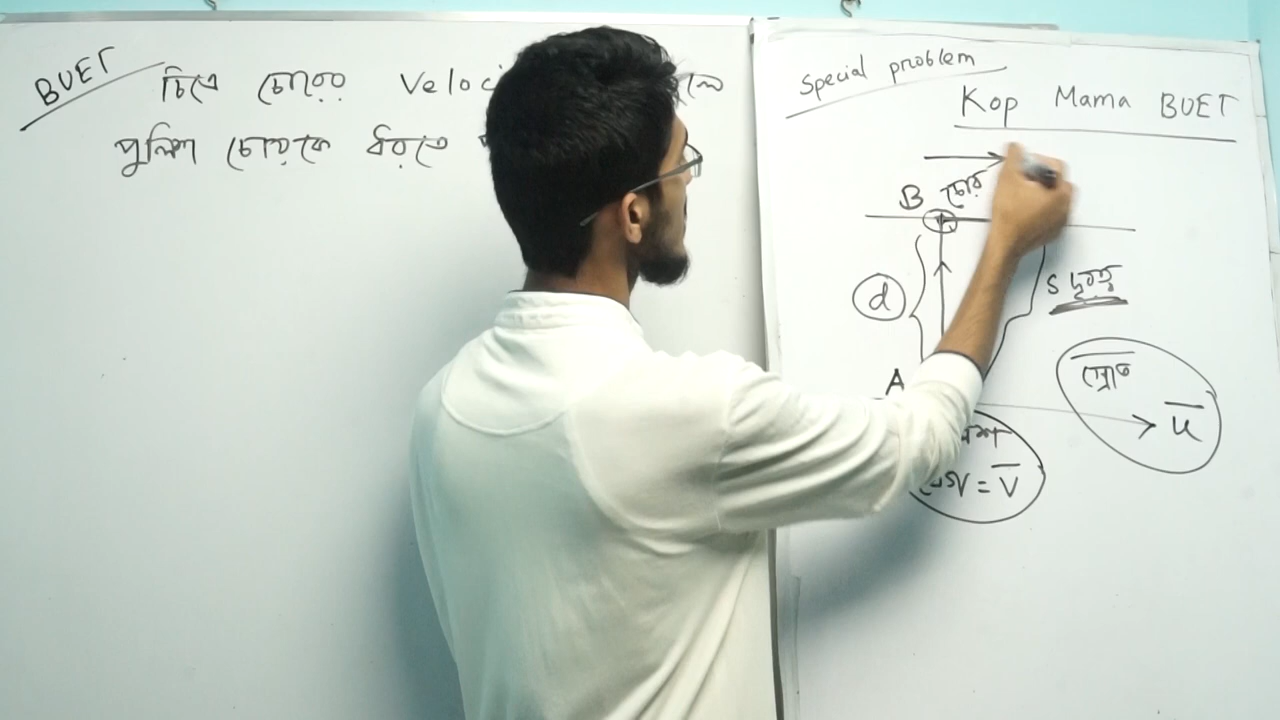 BUET
চিত্রে চোরের Veloci লে
পুলিশ চোরকে ধরতে
Special problem
Kop Mama BUET
B চোর
d
S দূরত্ব
A
স্রোত
u
V = V